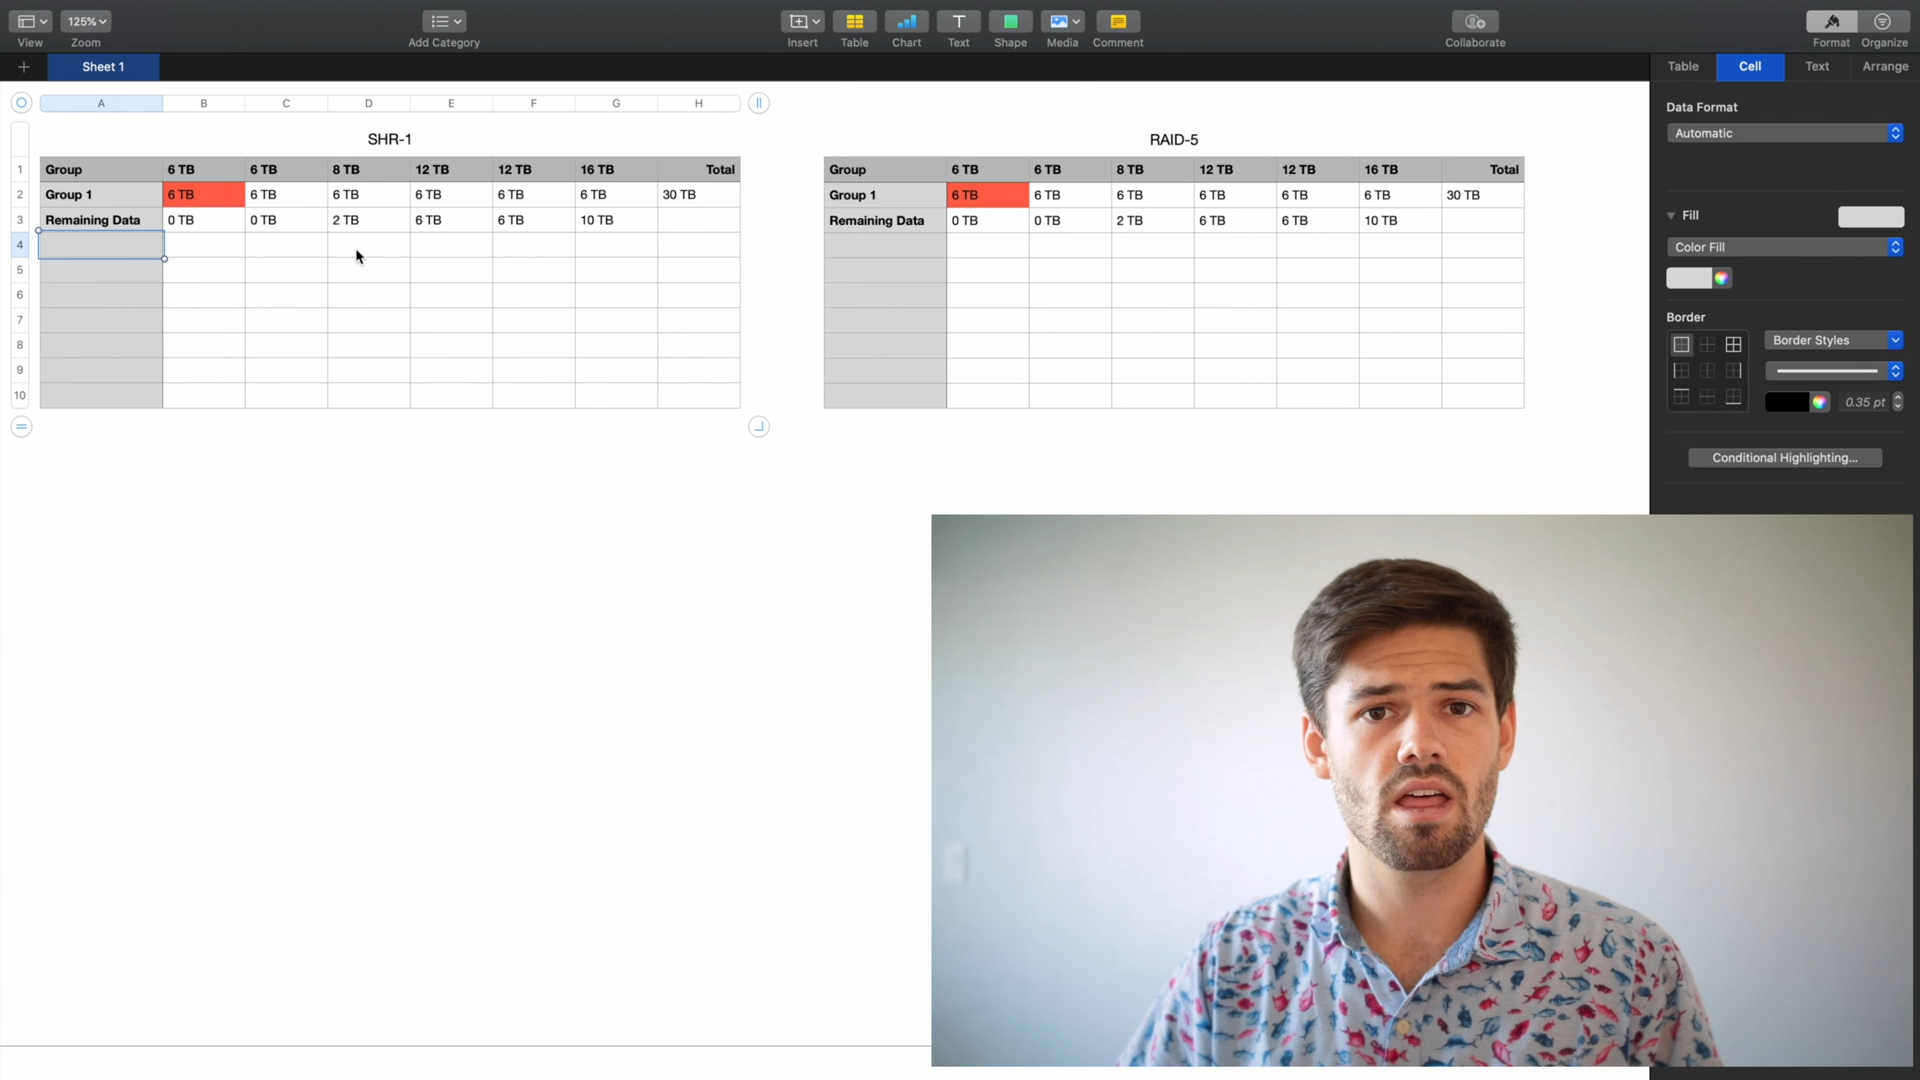 125%
View Zoom Add Category Insert Table Chart Text Shape Media Comment Collaborate Format Organize
Sheet 1
Table Cell Text Arrange
A B C D E F G H
SHR-1
1 Group 6 TB 6 TB 8 TB 12 TB 12 TB 16 TB Total
2 Group 1 6 TB 6 TB 6 TB 6 TB 6 TB 6 TB 30 TB
3 Remaining Data 0 TB 0 TB 2 TB 6 TB 6 TB 10 TB
4
5
6
7
8
9
10
RAID-5
Group 6 TB 6 TB 8 TB 12 TB 12 TB 16 TB Total
Group 1 6 TB 6 TB 6 TB 6 TB 6 TB 6 TB 30 TB
Remaining Data 0 TB 0 TB 2 TB 6 TB 6 TB 10 TB
Data Format
Automatic
Fill
Color Fill
Border
Border Styles
0.35 pt
Conditional Highlighting...